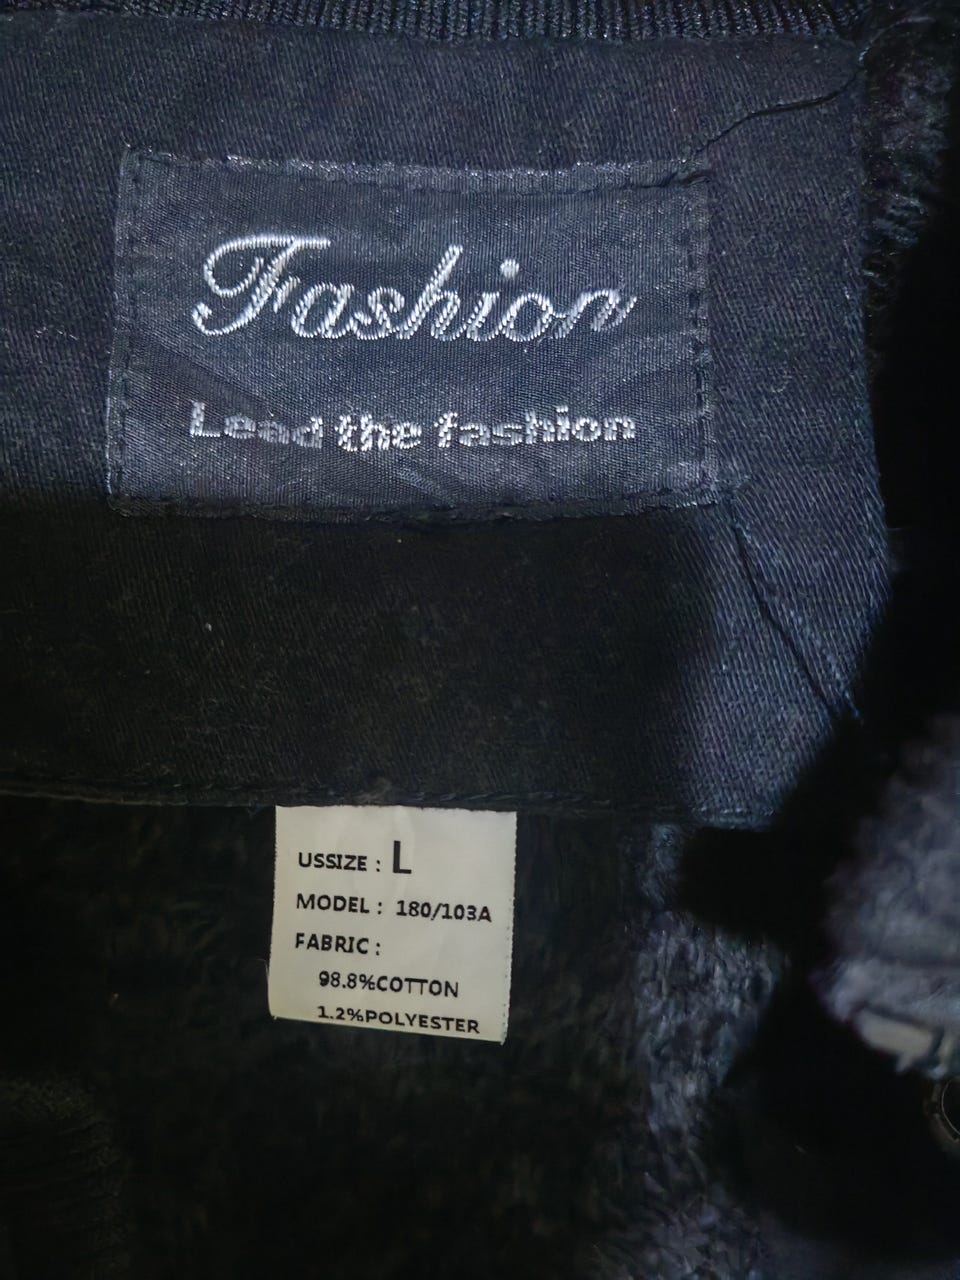 Fashion
Lead the fashion
USSIZE : L
MODEL : 180/103A
FABRIC :
98.8%COTTON
1.2%POLYESTER